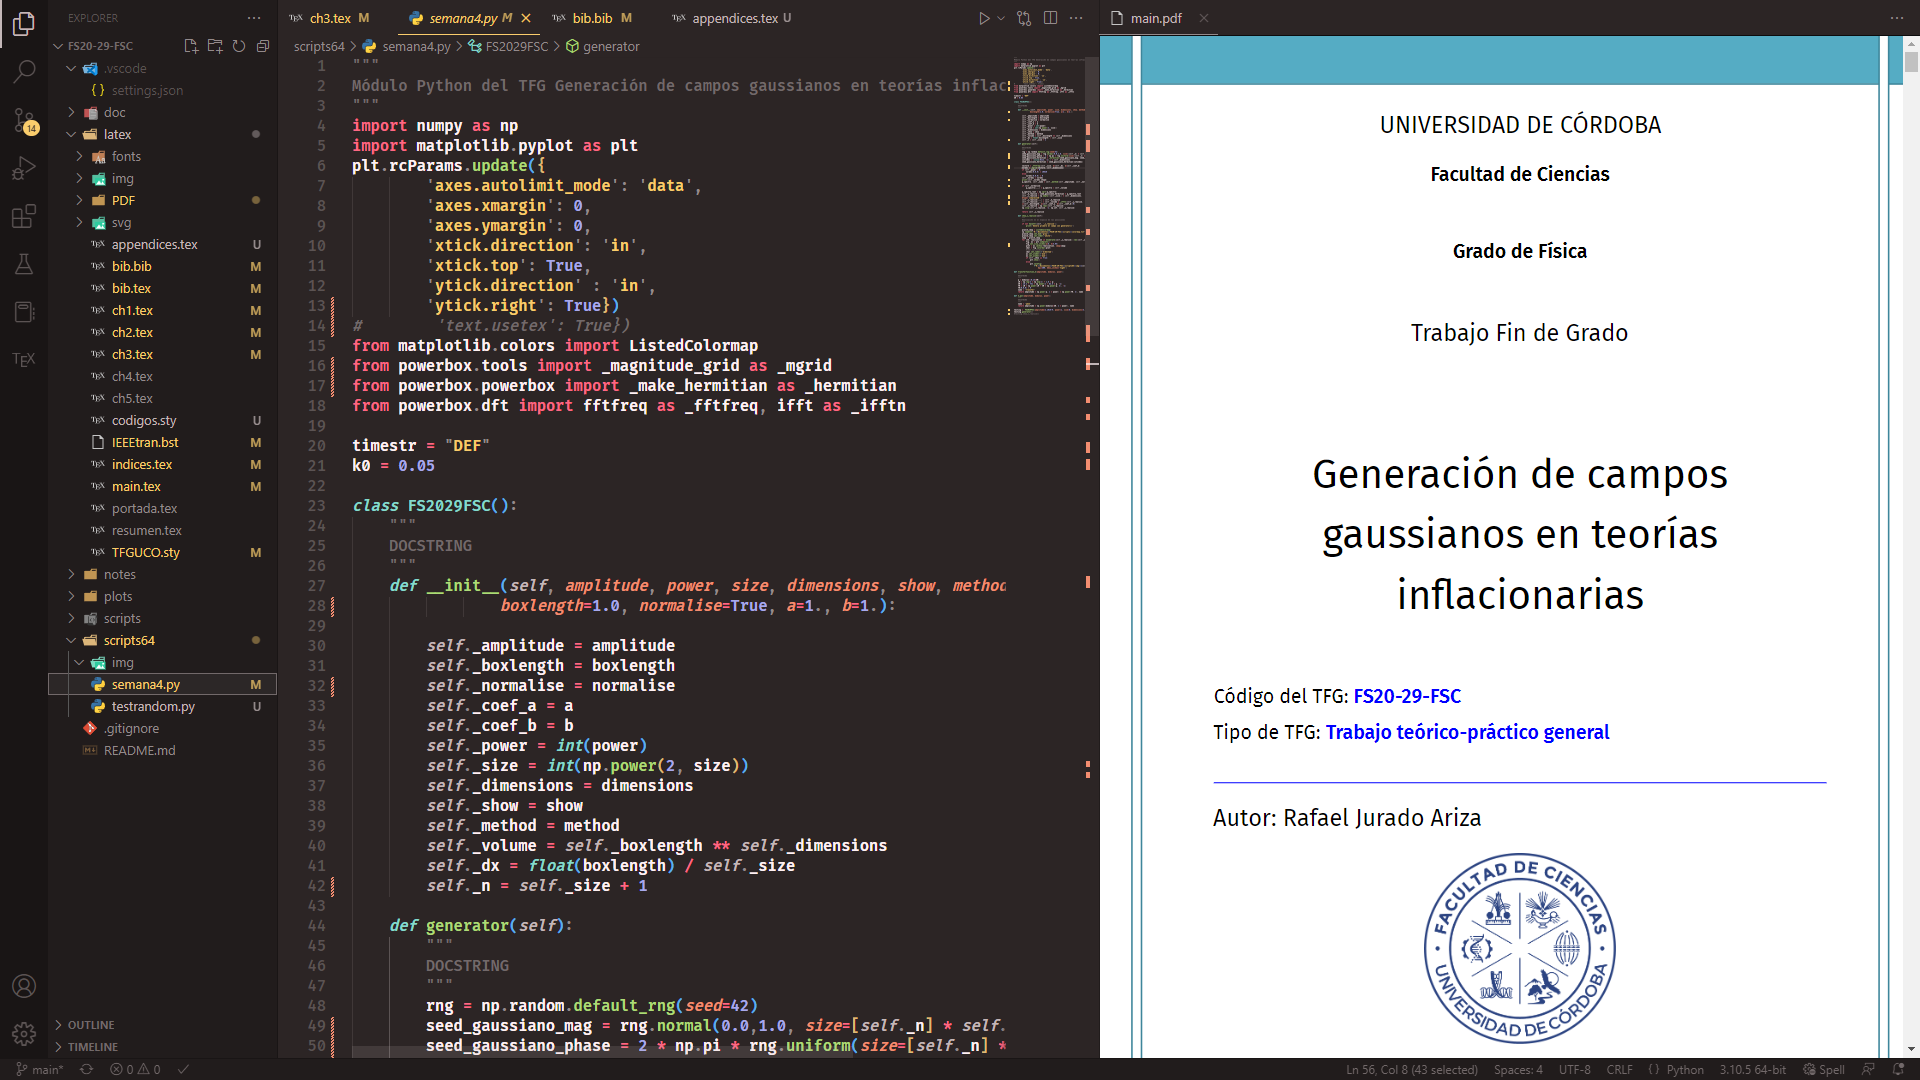 EXPLORER
FS20-29-FSC
.vscode
settings.json
doc
latex
fonts
img
PDF
svg
appendices.tex U
bib.bib M
bib.tex M
ch1.tex M
ch2.tex M
ch3.tex M
ch4.tex
ch5.tex
codigos.sty U
IEEEtran.bst M
indices.tex M
main.tex M
portada.tex
resumen.tex
TFGUCO.sty M
notes
plots
scripts
scripts64
img
semana4.py M
testrandom.py U
.gitignore
README.md
OUTLINE
TIMELINE
ch3.tex M semana4.py M bib.bib M appendices.tex U
scripts64 > semana4.py > FS2029FSC > generator
1 """
2 Módulo Python del TFG Generación de campos gaussianos en teorías inflac
3 """
4 import numpy as np
5 import matplotlib.pyplot as plt
6 plt.rcParams.update({
7 'axes.autolimit_mode': 'data',
8 'axes.xmargin': 0,
9 'axes.ymargin': 0,
10 'xtick.direction': 'in',
11 'xtick.top': True,
12 'ytick.direction' : 'in',
13 'ytick.right': True})
14 # 'text.usetex': True})
15 from matplotlib.colors import ListedColormap
16 from powerbox.tools import _magnitude_grid as _mgrid
17 from powerbox.powerbox import _make_hermitian as _hermitian
18 from powerbox.dft import fftfreq as _fftfreq, ifft as _ifftn
19
20 timestr = "DEF"
21 k0 = 0.05
22
23 class FS2029FSC():
24 """
25 DOCSTRING
26 """
27 def __init__(self, amplitude, power, size, dimensions, show, method
28 boxlength=1.0, normalise=True, a=1., b=1.):
29
30 self._amplitude = amplitude
31 self._boxlength = boxlength
32 self._normalise = normalise
33 self._coef_a = a
34 self._coef_b = b
35 self._power = int(power)
36 self._size = int(np.power(2, size))
37 self._dimensions = dimensions
38 self._show = show
39 self._method = method
40 self._volume = self._boxlength ** self._dimensions
41 self._dx = float(boxlength) / self._size
42 self._n = self._size + 1
43
44 def generator(self):
45 """
46 DOCSTRING
47 """
48 rng = np.random.default_rng(seed=42)
49 seed_gaussiano_mag = rng.normal(0.0,1.0, size=[self._n] * self.
50 seed_gaussiano_phase = 2 * np.pi * rng.uniform(size=[self._n] *
main.pdf
UNIVERSIDAD DE CÓRDOBA
Facultad de Ciencias
Grado de Física
Trabajo Fin de Grado
Generación de campos
gaussianos en teorías
inflacionarias
Código del TFG: FS20-29-FSC
Tipo de TFG: Trabajo teórico-práctico general
Autor: Rafael Jurado Ariza
FACULTAD DE CIENCIAS
UNIVERSIDAD DE CÓRDOBA
14
TEX
main* 0 0 Ln 56, Col 8 (43 selected) Spaces: 4 UTF-8 CRLF { } Python 3.10.5 64-bit Spell